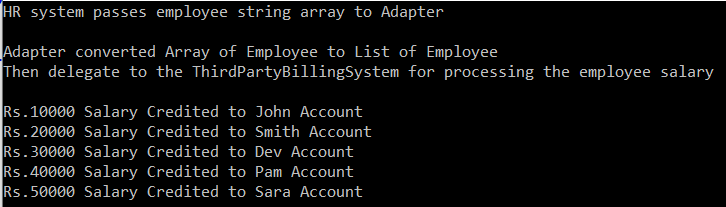 HR system passes employee string array to Adapter
Adapter converted Array of Employee to List of Employee
Then delegate to the ThirdPartyBillingSystem for processing the employee salary
Rs.10000 Salary Credited to John Account
Rs.20000 Salary Credited to Smith Account
Rs.30000 Salary Credited to Dev Account
Rs.40000 Salary Credited to Pam Account
Rs.50000 Salary Credited to Sara Account